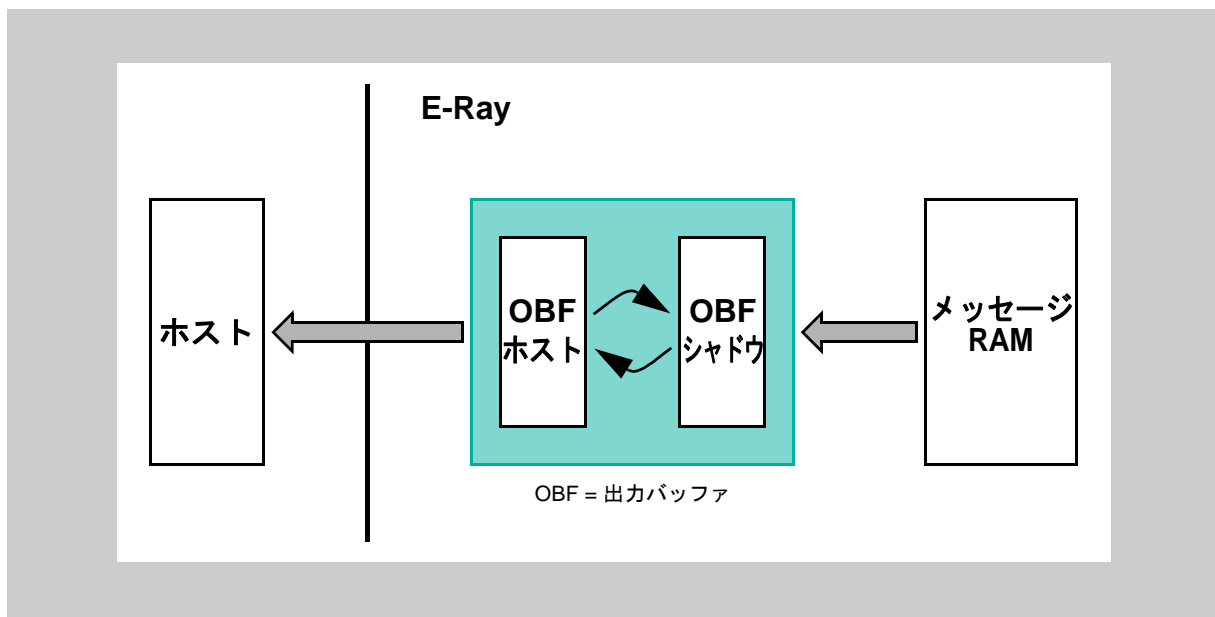 E-Ray
ホスト
OBF
ホスト
OBF
シャドウ
メッセージ
RAM
OBF = 出力バッファ